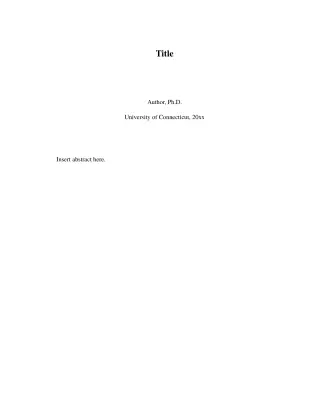 Title
Author, Ph.D.
University of Connecticut, 20xx
Insert abstract here.